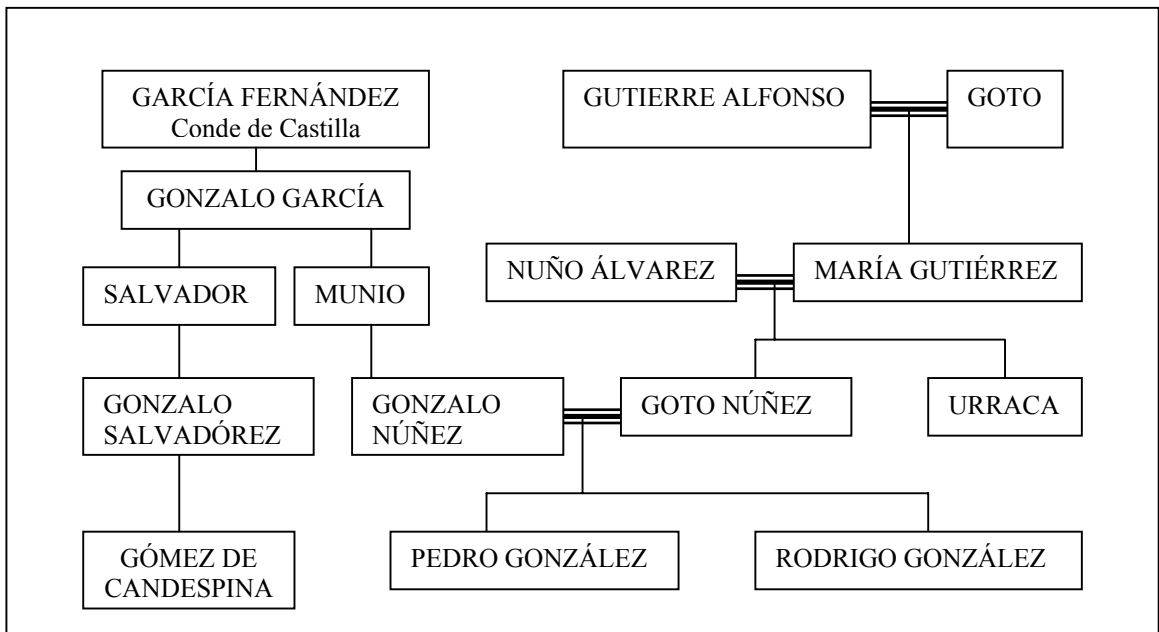 GARCÍA FERNÁNDEZ
Conde de Castilla
GUTIERRE ALFONSO
GOTO
GONZALO GARCÍA
NUÑO ÁLVAREZ
MARÍA GUTIÉRREZ
SALVADOR
MUNIO
GONZALO
SALVADÓREZ
GONZALO
NÚÑEZ
GOTO NÚÑEZ
URRACA
GÓMEZ DE
CANDESPINA
PEDRO GONZÁLEZ
RODRIGO GONZÁLEZ